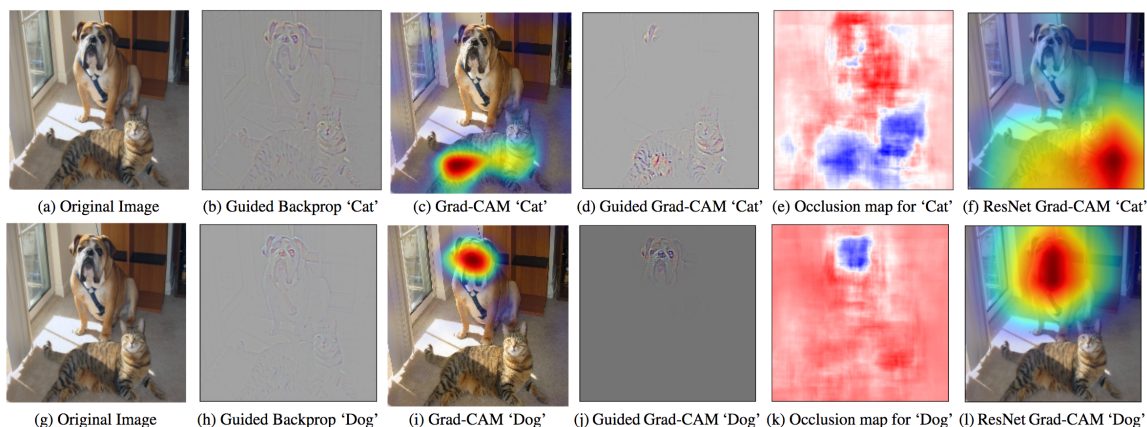 (a) Original Image (b) Guided Backprop ‘Cat’ (c) Grad-CAM ‘Cat’ (d) Guided Grad-CAM ‘Cat’ (e) Occlusion map for ‘Cat’ (f) ResNet Grad-CAM ‘Cat’
(g) Original Image (h) Guided Backprop ‘Dog’ (i) Grad-CAM ‘Dog’ (j) Guided Grad-CAM ‘Dog’ (k) Occlusion map for ‘Dog’ (l) ResNet Grad-CAM ‘Dog’